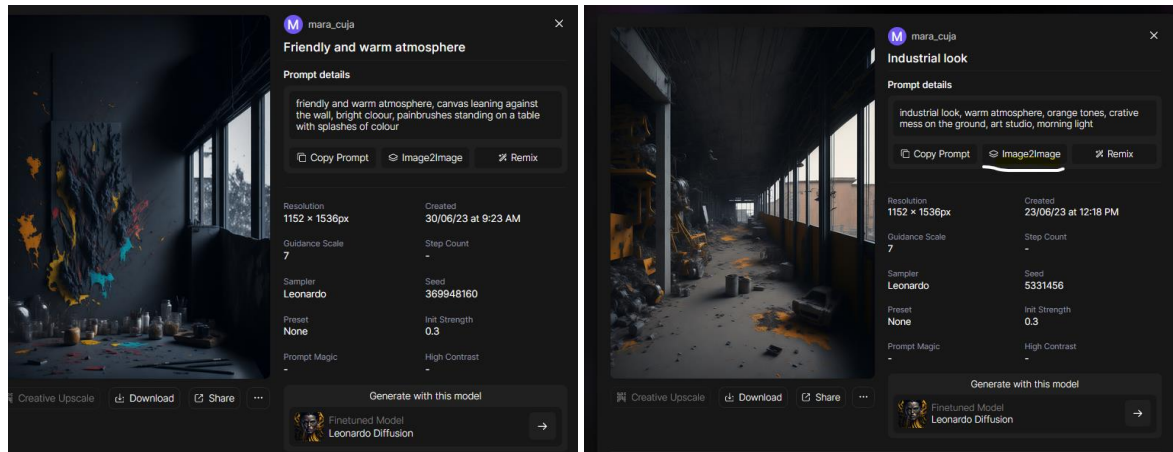 M mara_cuja
Friendly and warm atmosphere
Prompt details
friendly and warm atmosphere, canvas leaning against
the wall, bright cloour, painbrushes standing on a table
with splashes of colour
Copy Prompt
Image2Image
Remix
Resolution
Created
1152 × 1536px
30/06/23 at 9:23 AM
Guidance Scale
Step Count
7
-
Sampler
Seed
Leonardo
369948160
Preset
Init Strength
None
0.3
Prompt Magic
High Contrast
-
-
Creative Upscale
Download
Share
Generate with this model
Finetuned Model
Leonardo Diffusion
M mara_cuja
Industrial look
Prompt details
industrial look, warm atmosphere, orange tones, crative
mess on the ground, art studio, morning light
Copy Prompt
Image2Image
Remix
Resolution
Created
1152 × 1536px
23/06/23 at 12:18 PM
Guidance Scale
Step Count
7
-
Sampler
Seed
Leonardo
5331456
Preset
Init Strength
None
0.3
Prompt Magic
High Contrast
-
-
Creative Upscale
Download
Share
Generate with this model
Finetuned Model
Leonardo Diffusion